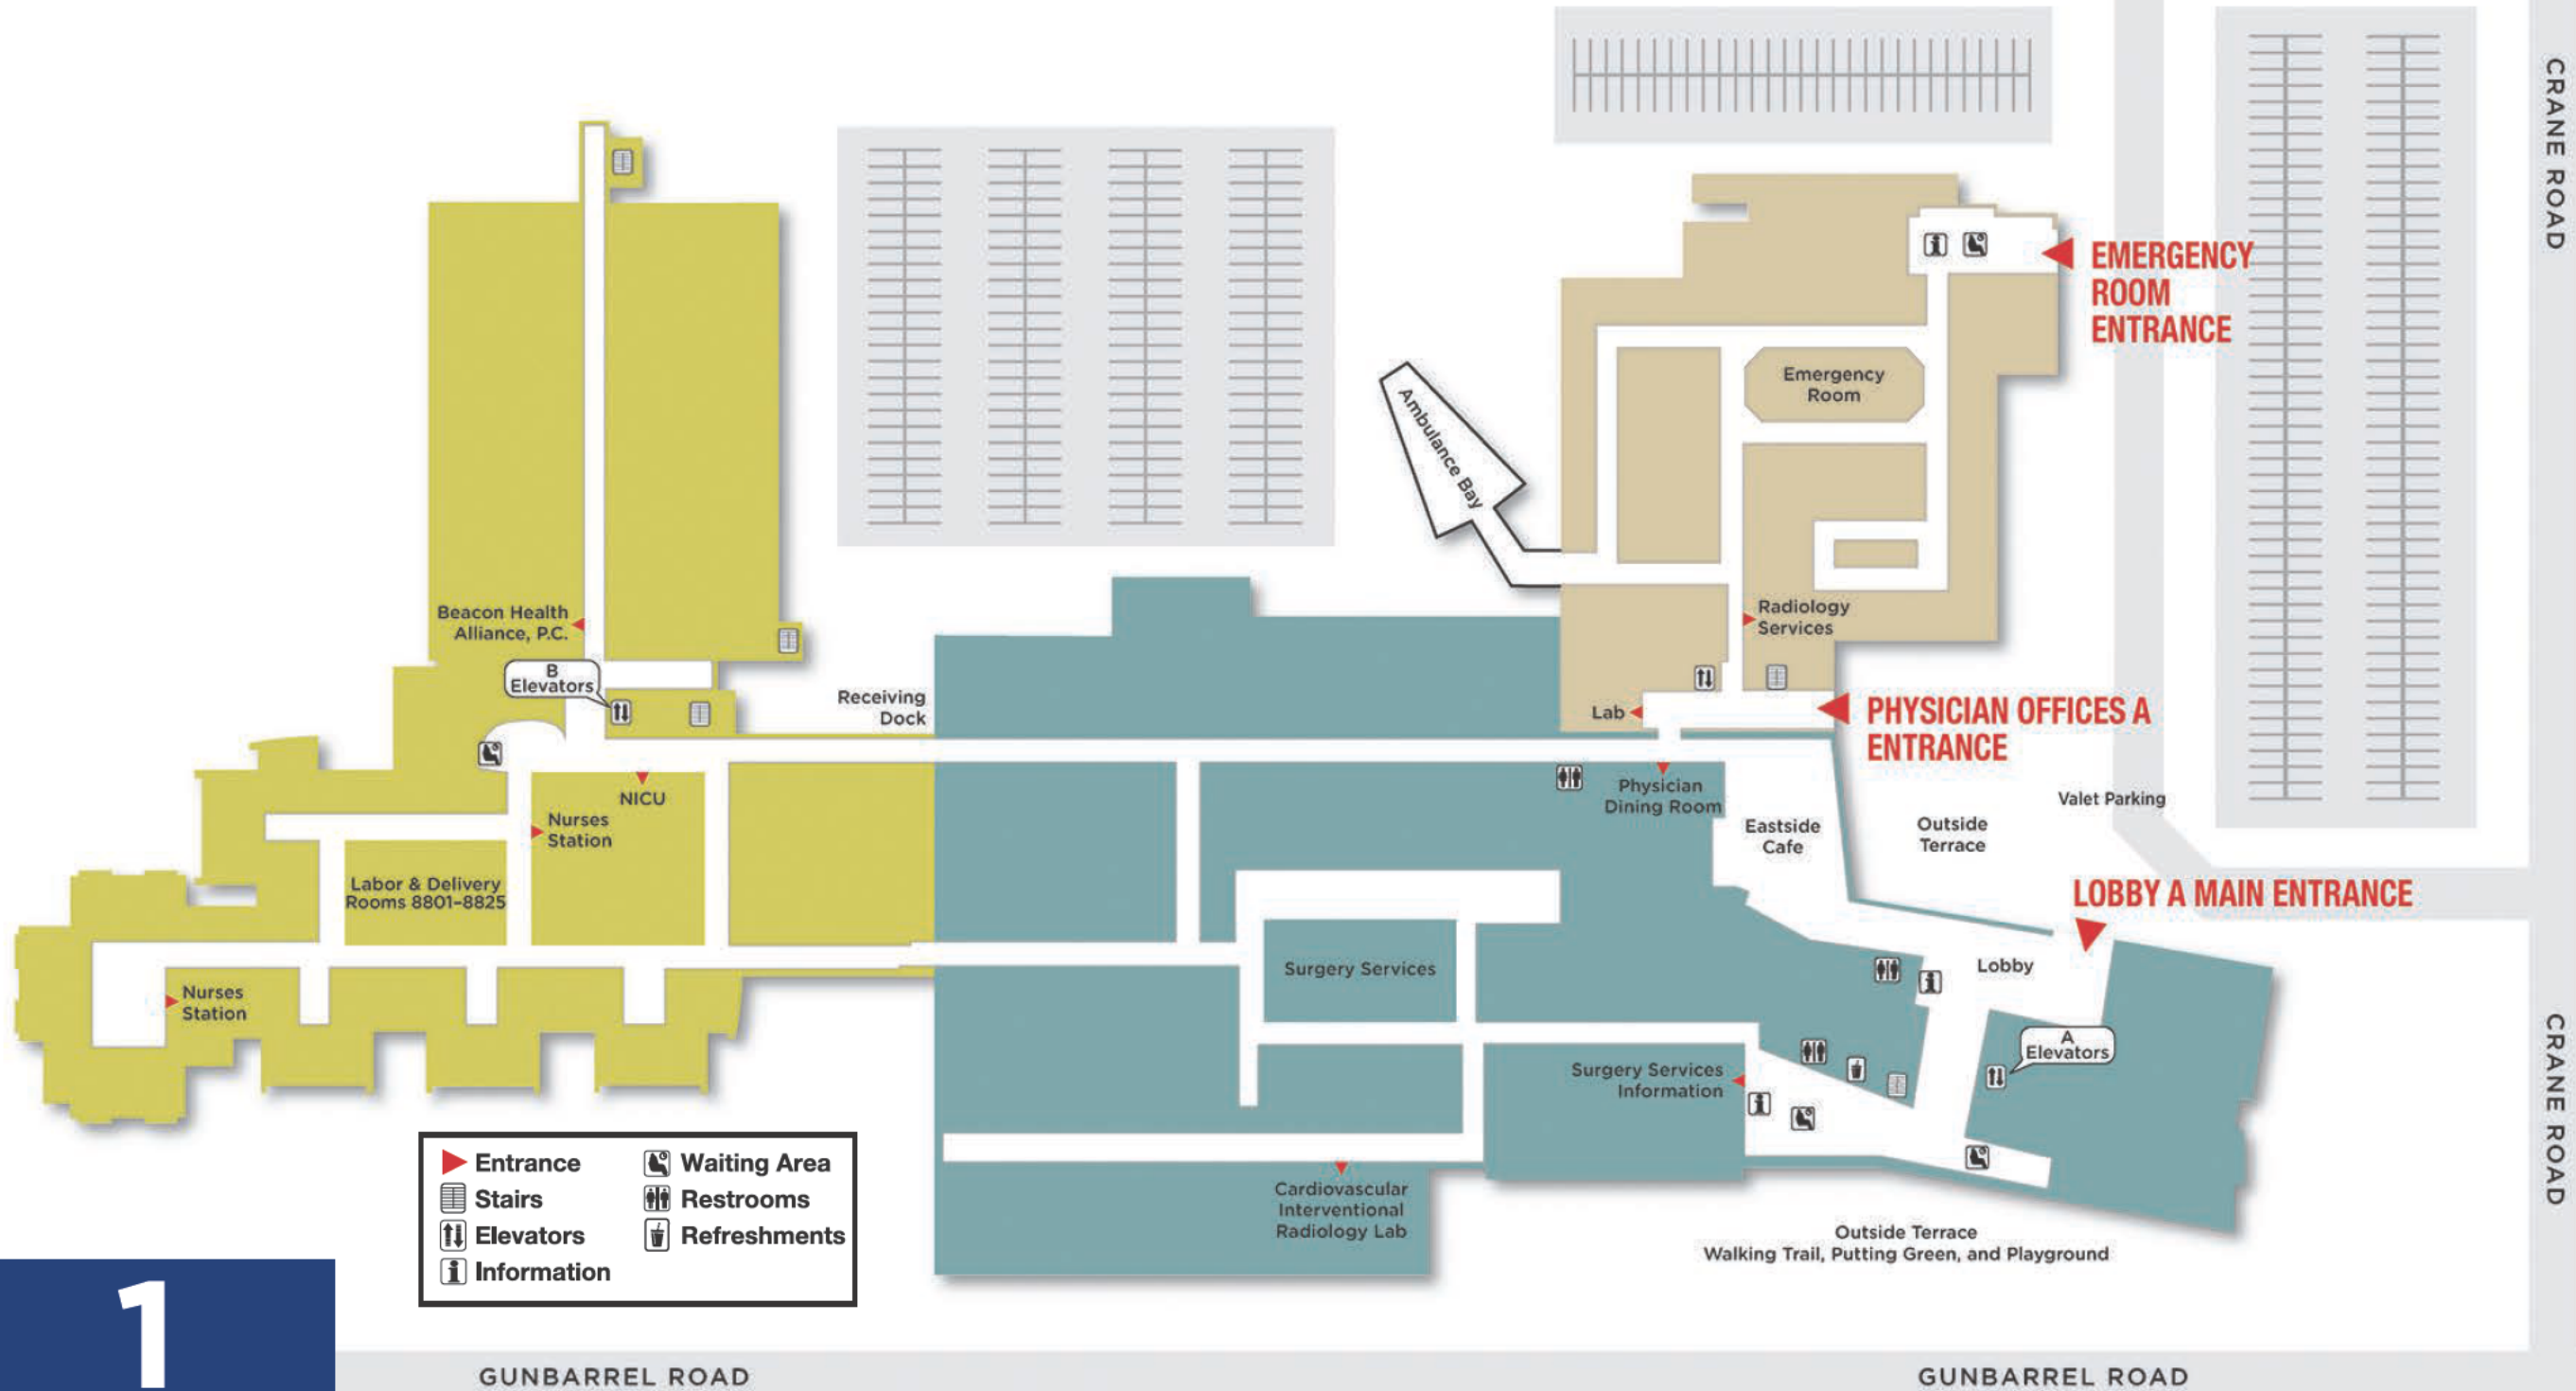 CRANE ROAD
EMERGENCY
ROOM
ENTRANCE
Emergency
Room
Ambulance Bay
Beacon Health
Alliance, P.C.
Radiology
Services
B
Elevators
Receiving
Dock
Lab
PHYSICIAN OFFICES A
ENTRANCE
NICU
Physician
Dining Room
Valet Parking
Nurses
Station
Eastside
Cafe
Outside
Terrace
Labor & Delivery
Rooms 8801–8825
LOBBY A MAIN ENTRANCE
Surgery Services
Lobby
Nurses
Station
A
Elevators
Surgery Services
Information
CRANE ROAD
Cardiovascular
Interventional
Radiology Lab
Outside Terrace
Walking Trail, Putting Green, and Playground
Entrance
Stairs
Elevators
Information
Waiting Area
Restrooms
Refreshments
1
GUNBARREL ROAD
GUNBARREL ROAD